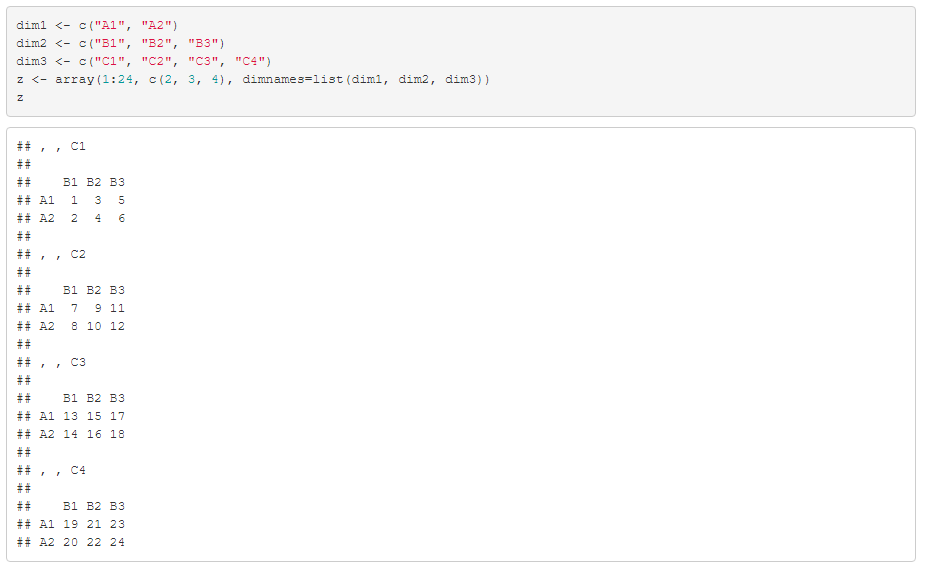 dim1 <- c("A1", "A2")
dim2 <- c("B1", "B2", "B3")
dim3 <- c("C1", "C2", "C3", "C4")
z <- array(1:24, c(2, 3, 4), dimnames=list(dim1, dim2, dim3))
z
## , , C1
##
##    B1 B2 B3
## A1  1  3  5
## A2  2  4  6
##
## , , C2
##
##    B1 B2 B3
## A1  7  9 11
## A2  8 10 12
##
## , , C3
##
##    B1 B2 B3
## A1 13 15 17
## A2 14 16 18
##
## , , C4
##
##    B1 B2 B3
## A1 19 21 23
## A2 20 22 24